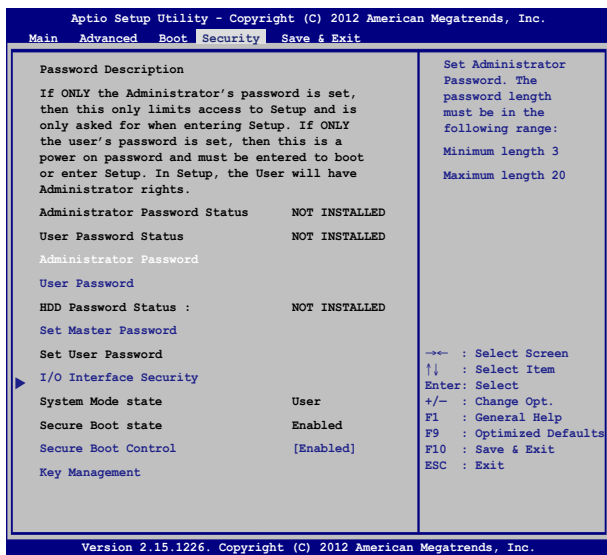 Aptio Setup Utility - Copyright (C) 2012 American Megatrends, Inc.
Main Advanced Boot Security Save & Exit
Password Description
If ONLY the Administrator's password is set,
then this only limits access to Setup and is
only asked for when entering Setup. If ONLY
the user's password is set, then this is a
power on password and must be entered to boot
or enter Setup. In Setup, the User will have
Administrator rights.
Administrator Password Status NOT INSTALLED
User Password Status NOT INSTALLED
Administrator Password
User Password
HDD Password Status : NOT INSTALLED
Set Master Password
Set User Password
I/O Interface Security
System Mode state User
Secure Boot state Enabled
Secure Boot Control [Enabled]
Key Management
Set Administrator
Password. The
password length
must be in the
following range:
Minimum length 3
Maximum length 20
→← : Select Screen
↑↓ : Select Item
Enter: Select
+/— : Change Opt.
F1 : General Help
F9 : Optimized Defaults
F10 : Save & Exit
ESC : Exit
Version 2.15.1226. Copyright (C) 2012 American Megatrends, Inc.